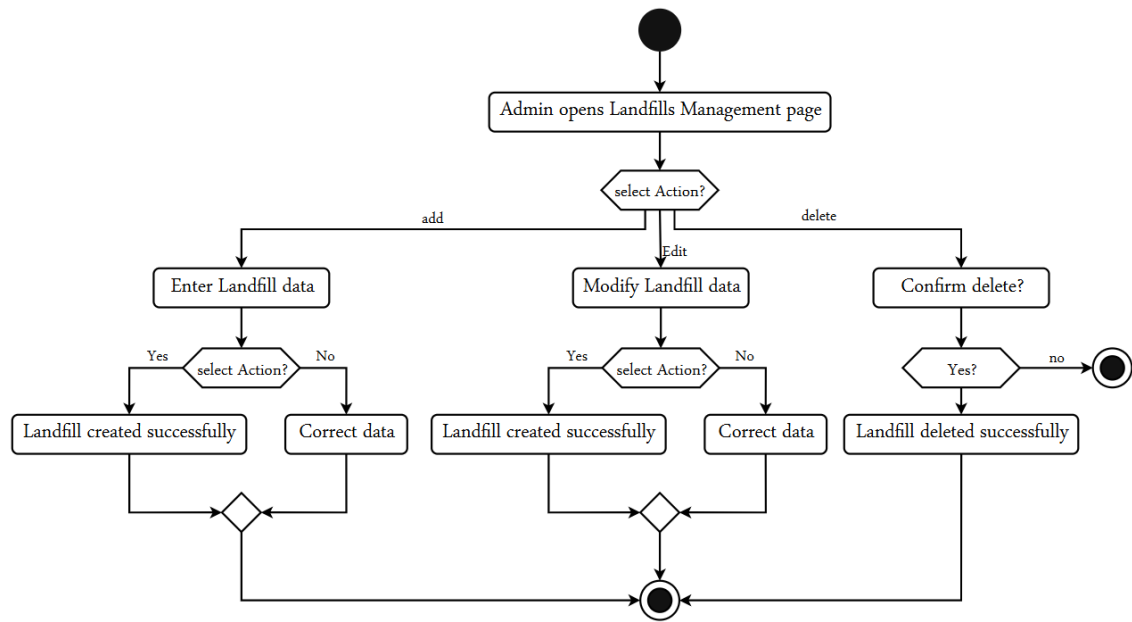 Admin opens Landfills Management page
select Action?
add
delete
Edit
Enter Landfill data
Modify Landfill data
Confirm delete?
Yes
select Action?
No
Yes
select Action?
No
Yes?
no
Landfill created successfully
Correct data
Landfill created successfully
Correct data
Landfill deleted successfully